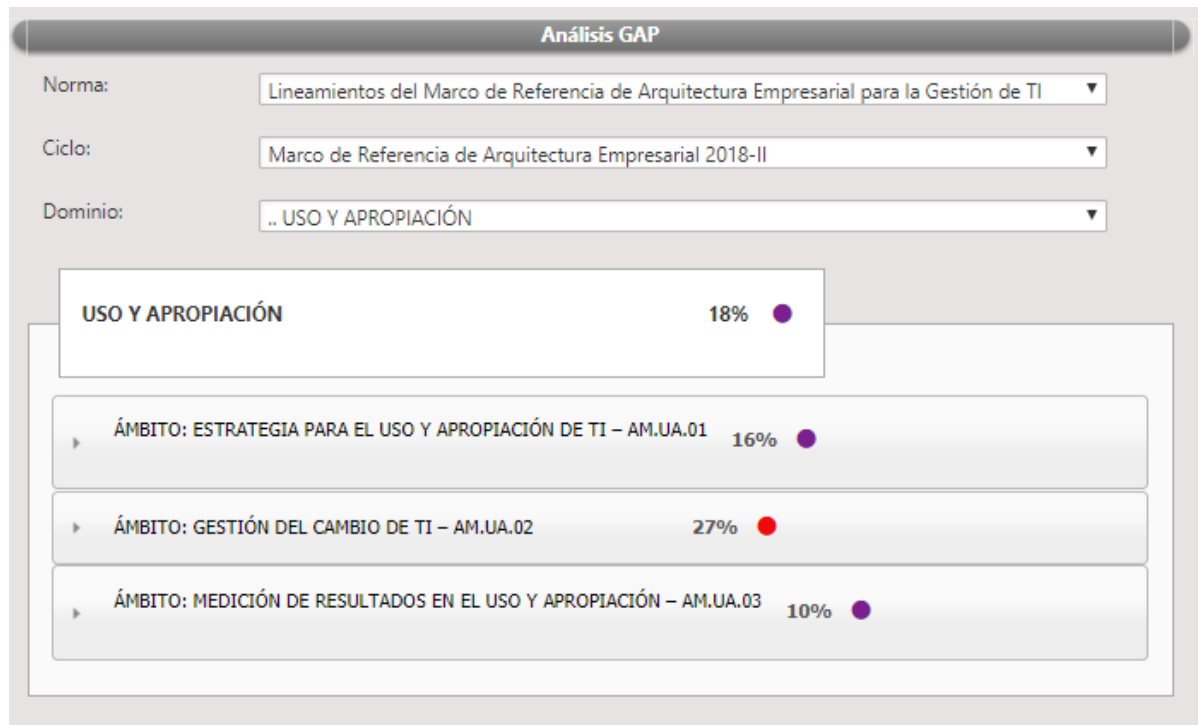 Análisis GAP
Norma:
Lineamientos del Marco de Referencia de Arquitectura Empresarial para la Gestión de TI
Ciclo:
Marco de Referencia de Arquitectura Empresarial 2018-II
Dominio:
.. USO Y APROPIACIÓN
USO Y APROPIACIÓN 18%
ÁMBITO: ESTRATEGIA PARA EL USO Y APROPIACIÓN DE TI – AM.UA.01 16%
ÁMBITO: GESTIÓN DEL CAMBIO DE TI – AM.UA.02 27%
ÁMBITO: MEDICIÓN DE RESULTADOS EN EL USO Y APROPIACIÓN – AM.UA.03 10%